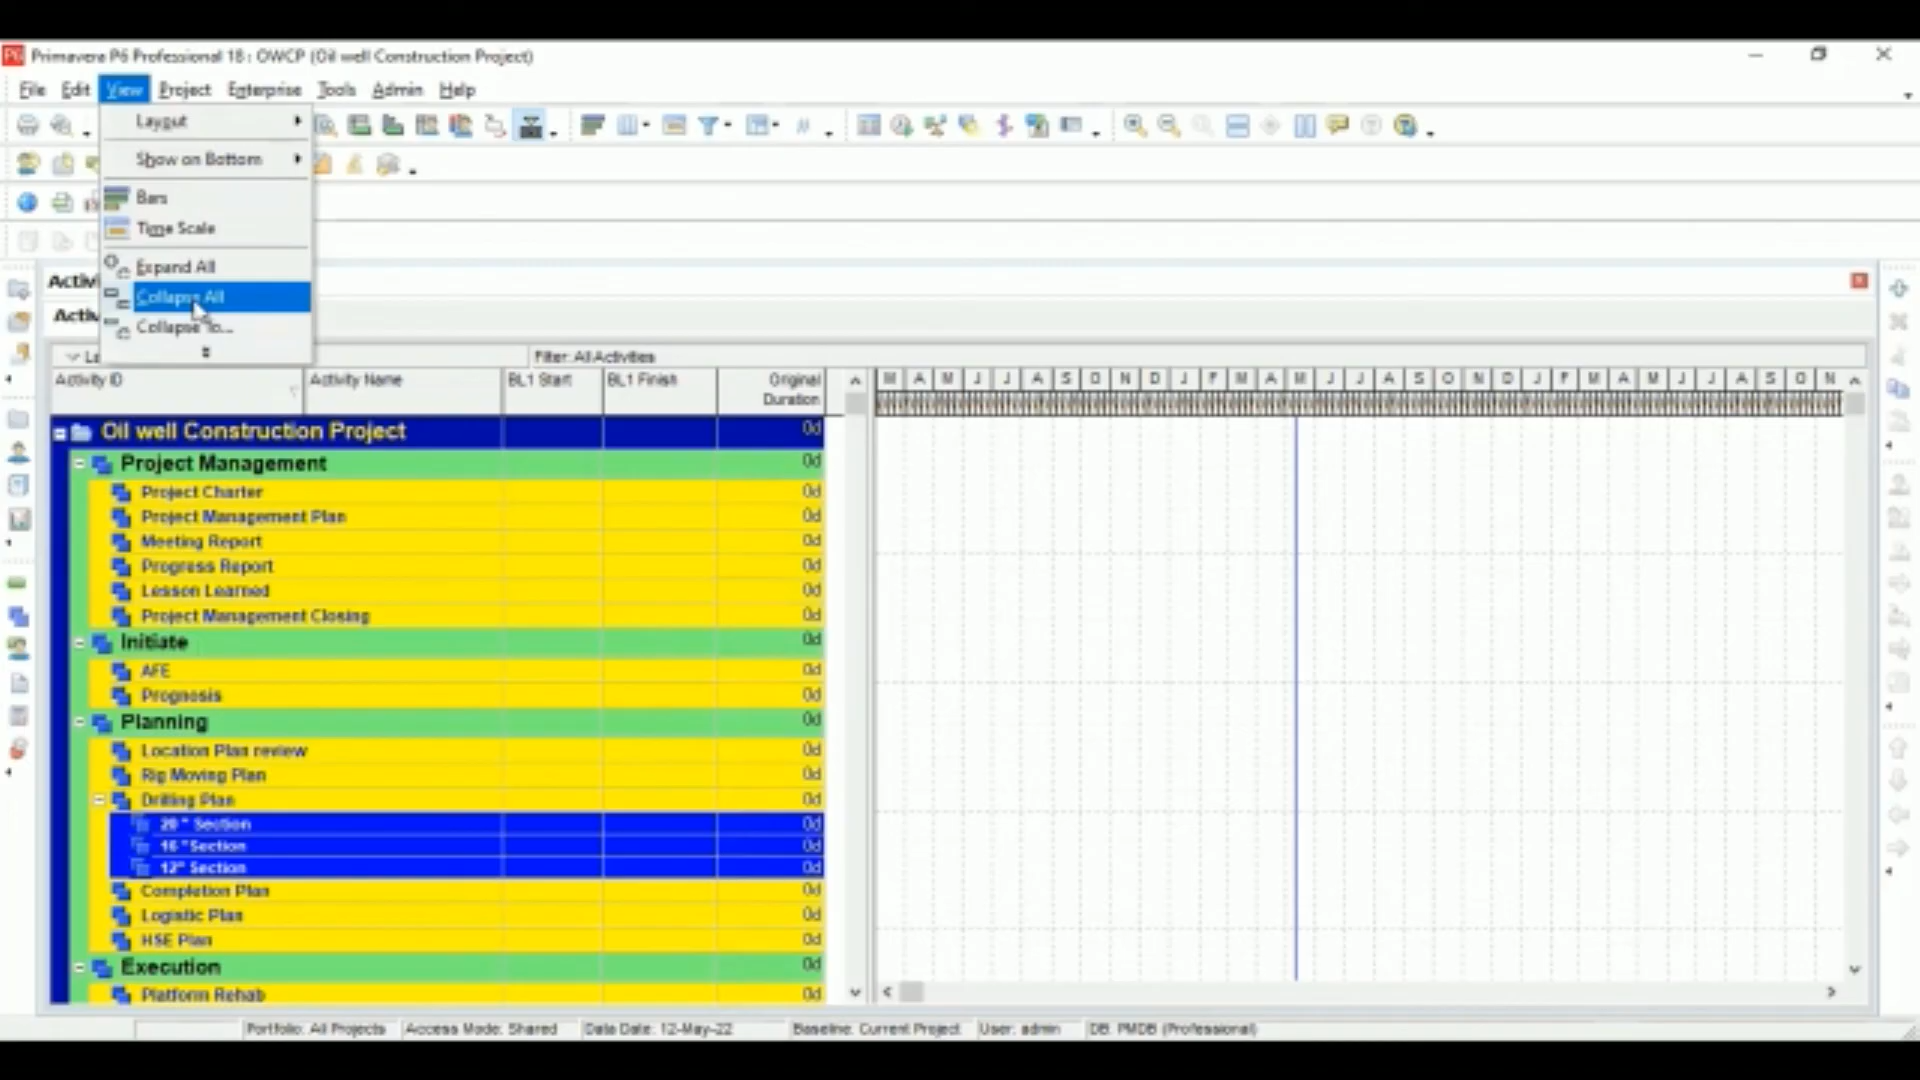 Primavera P6 Professional 18 : OWCP (Oil well Construction Project)
File Edit View Project Enterprise Tools Admin Help
Layout
Show on Bottom
Bars
Time Scale
Expand All
Collapse All
Collapse To...
Activi
Activ
La
Filter: All Activities
Activity ID Activity Name BL1 Start BL1 Finish Original Duration
M A M J J A S O N D J F M A M J J A S O N D J F M A M J J A S O N
Oil well Construction Project 0d
Project Management 0d
Project Charter 0d
Project Management Plan 0d
Meeting Report 0d
Progress Report 0d
Lesson Learned 0d
Project Management Closing 0d
Initiate 0d
AFE 0d
Prognosis 0d
Planning 0d
Location Plan review 0d
Rig Moving Plan 0d
Drilling Plan 0d
20 " Section 0d
16 "Section 0d
12" Section 0d
Completion Plan 0d
Logistic Plan 0d
HSE Plan 0d
Execution 0d
Platform Rehab 0d
Portfolio: All Projects Access Mode: Shared Data Date: 12-May-22 Baseline: Current Project User: admin DB: PMDB (Professional)